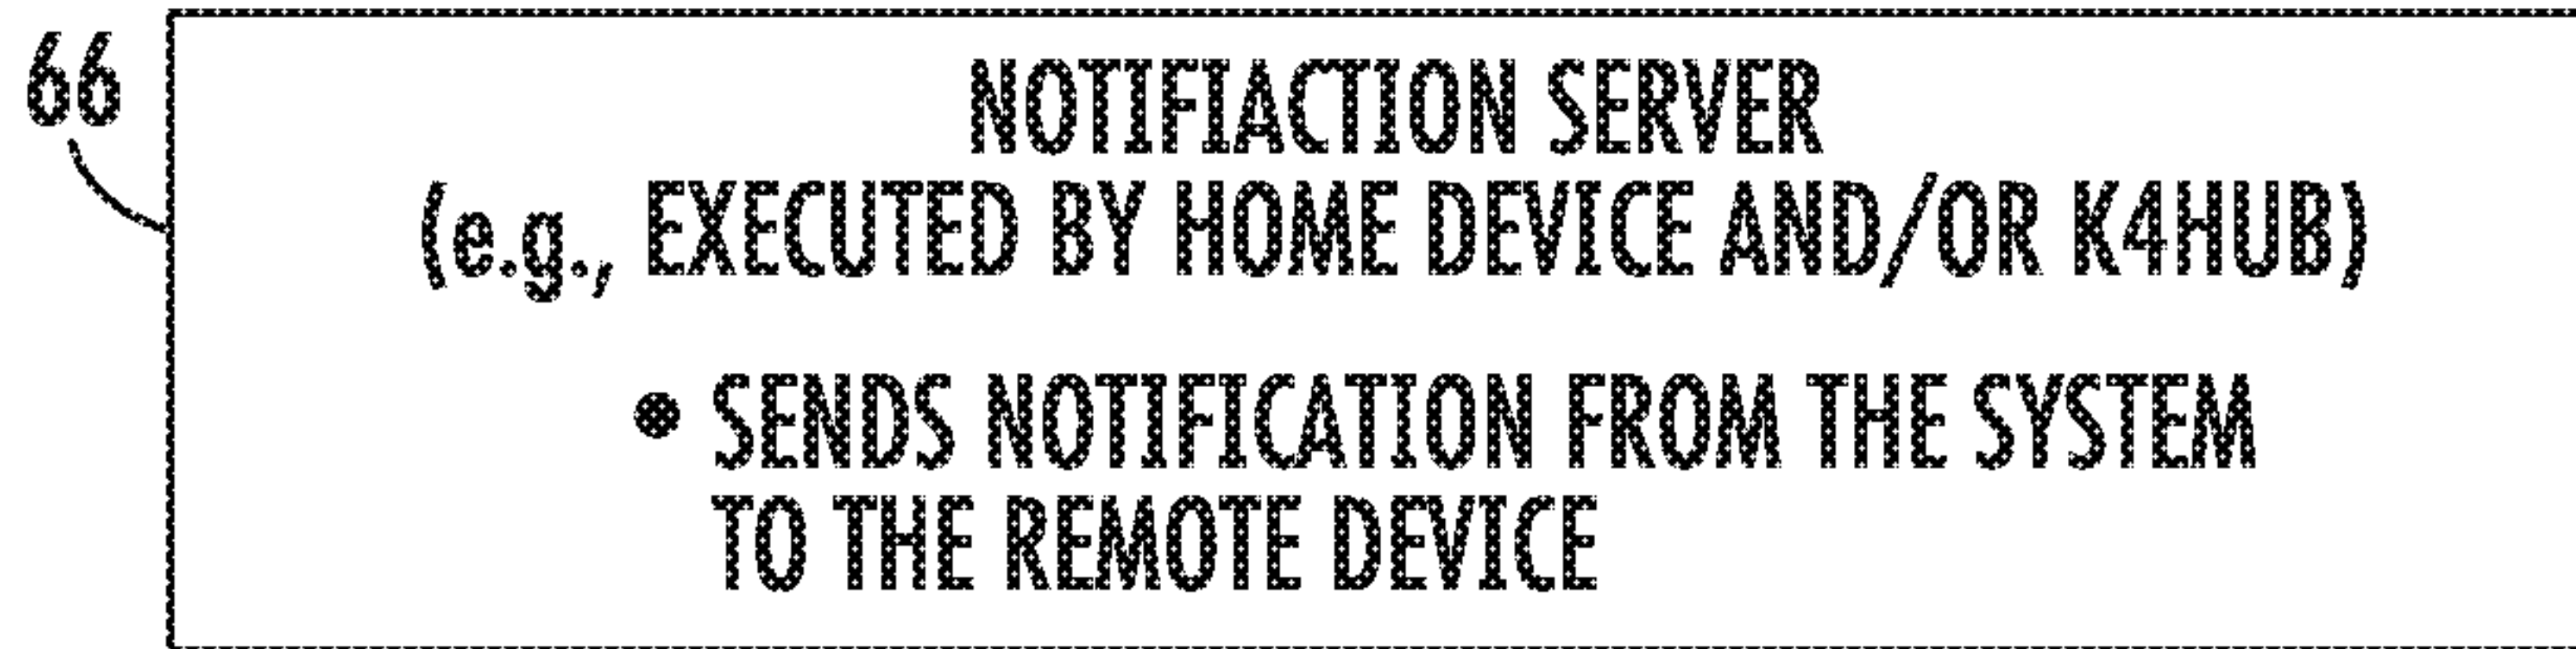 66
NOTIFIACTION SERVER
(e.g., EXECUTED BY HOME DEVICE AND/OR K4HUB)
• SENDS NOTIFICATION FROM THE SYSTEM
TO THE REMOTE DEVICE